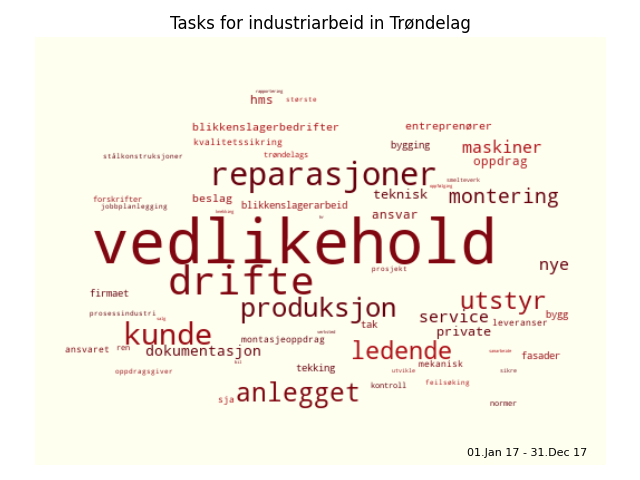 Tasks for industriarbeid in Trøndelag
rapportering
hms største
blikkenslagerbedrifter entreprenører
kvalitetssikring bygging maskiner
stålkonstruksjoner trøndelags oppdrag
reparasjoner smelteverk
oppfølging
forskrifter beslag teknisk montering
jobbplanlegging blikkenslagerarbeid
ansvar
vedlikehold
nye
prosjekt
drifte
firmaet
produksjon utstyr
prosessindustri salg service leveranser bygg
kunde tak private
montasjeoppdrag
ansvaret ren dokumentasjon ledende fasader
mekanisk
oppdragsgiver tekking utvikle sikre
anlegget kontroll feilsøking
sja normer
01.Jan 17 - 31.Dec 17